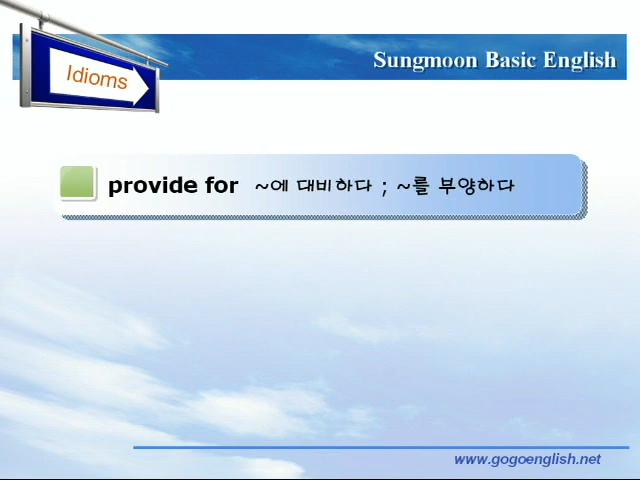 Idioms
Sungmoon Basic English
provide for ~에 대비하다 ; ~를 부양하다
www.gogoenglish.net